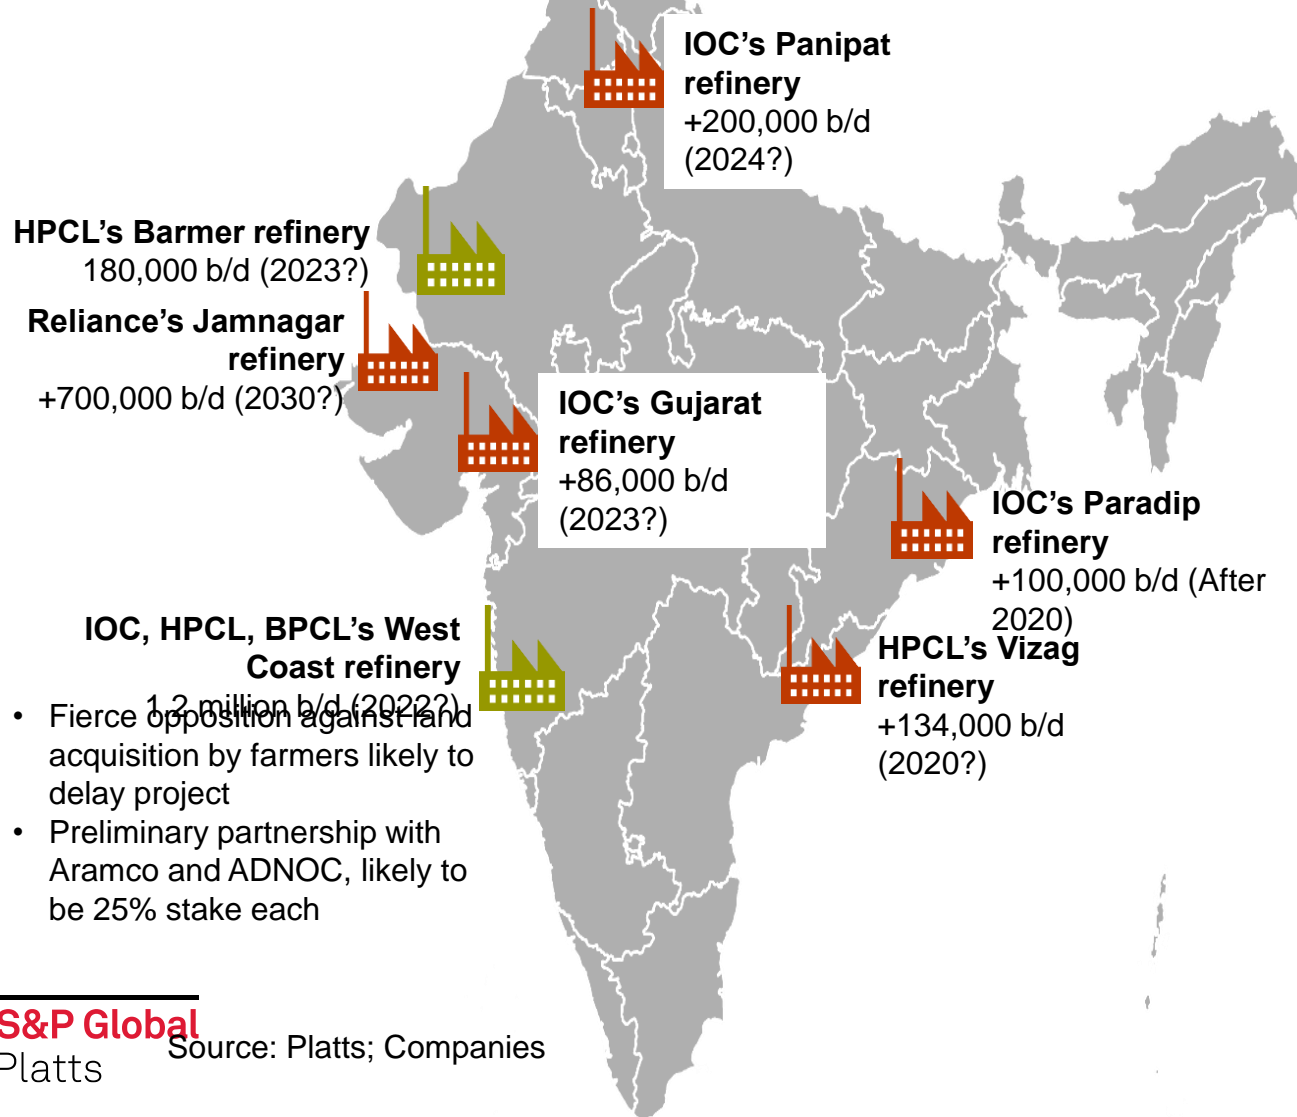 IOC’s Panipat
refinery
+200,000 b/d
(2024?)
HPCL’s Barmer refinery
180,000 b/d (2023?)
Reliance’s Jamnagar
refinery
+700,000 b/d (2030?)
IOC’s Gujarat
refinery
+86,000 b/d
(2023?)
IOC’s Paradip
refinery
+100,000 b/d (After
2020)
IOC, HPCL, BPCL’s West
Coast refinery
1.2 million b/d (2022?)
HPCL’s Vizag
refinery
+134,000 b/d
(2020?)
• Fierce opposition against land
acquisition by farmers likely to
delay project
• Preliminary partnership with
Aramco and ADNOC, likely to
be 25% stake each
S&P Global
Platts
Source: Platts; Companies